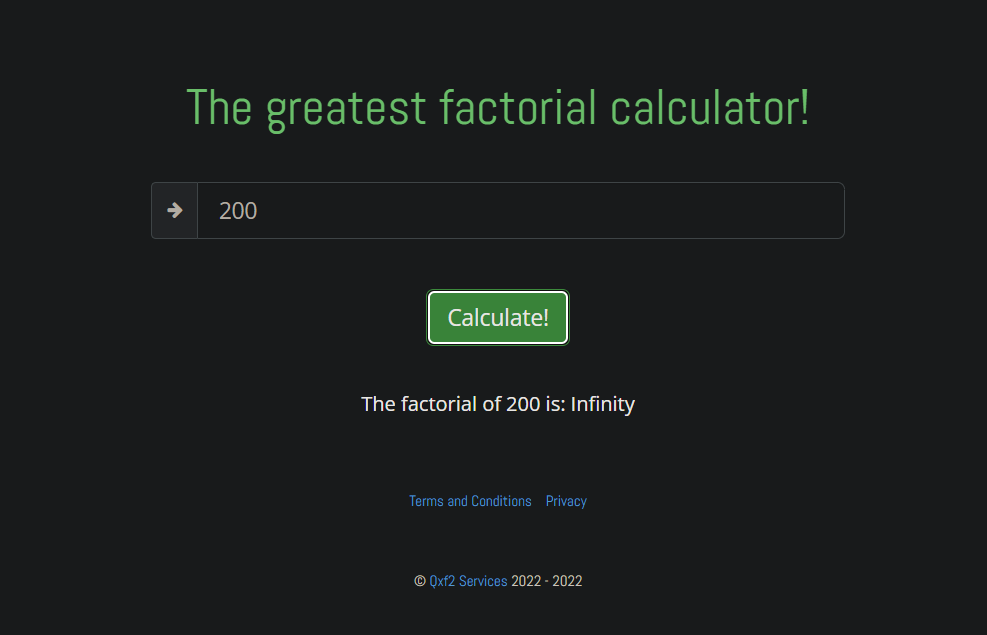 The greatest factorial calculator!
200
Calculate!
The factorial of 200 is: Infinity
Terms and Conditions Privacy
© Qxf2 Services 2022 - 2022